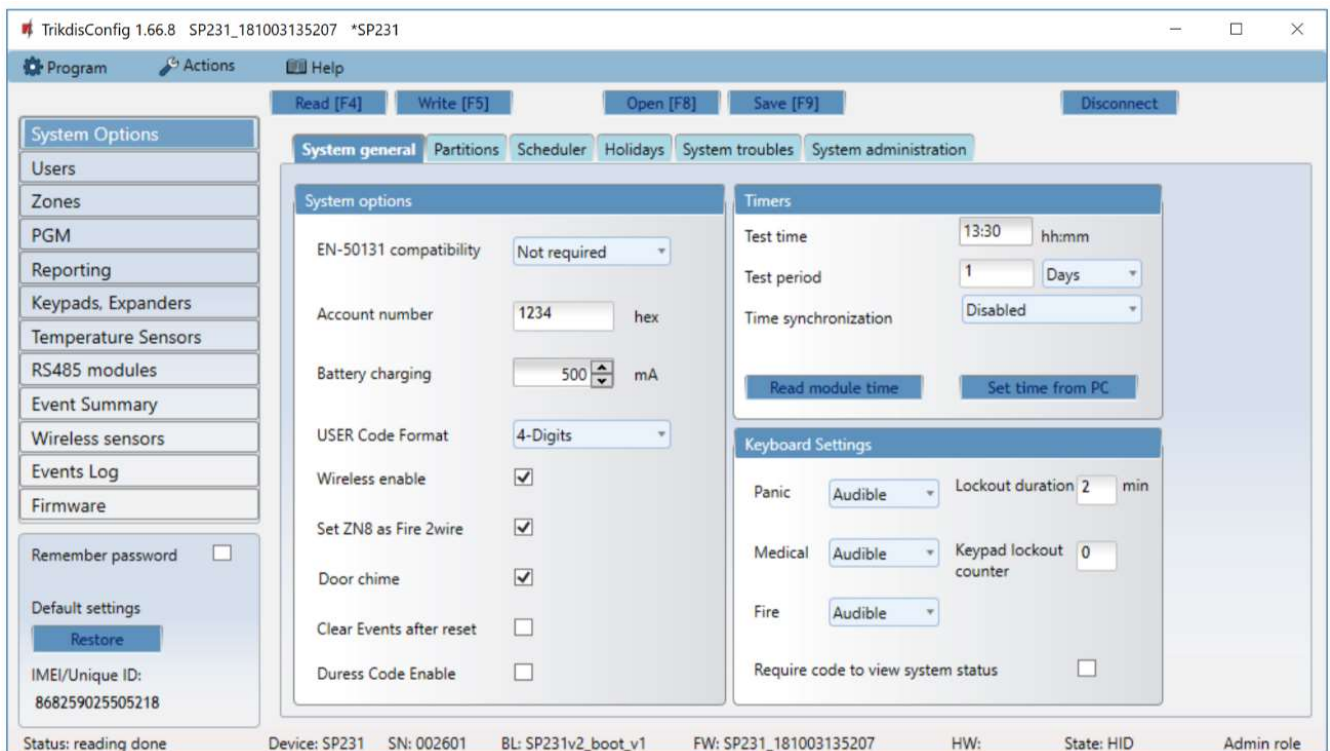 TrikdisConfig 1.66.8 SP231_181003135207 *SP231
Program Actions Help
Read [F4] Write [F5] Open [F8] Save [F9] Disconnect
System Options
Users
Zones
PGM
Reporting
Keypads, Expanders
Temperature Sensors
RS485 modules
Event Summary
Wireless sensors
Events Log
Firmware
Remember password
Default settings
Restore
IMEI/Unique ID:
868259025505218
System general Partitions Scheduler Holidays System troubles System administration
System options
EN-50131 compatibility Not required
Account number 1234 hex
Battery charging 500 mA
USER Code Format 4-Digits
Wireless enable
Set ZN8 as Fire 2wire
Door chime
Clear Events after reset
Duress Code Enable
Timers
Test time 13:30 hh:mm
Test period 1 Days
Time synchronization Disabled
Read module time Set time from PC
Keyboard Settings
Panic Audible Lockout duration 2 min
Medical Audible Keypad lockout 0
counter
Fire Audible
Require code to view system status
Status: reading done Device: SP231 SN: 002601 BL: SP231v2_boot_v1 FW: SP231_181003135207 HW: State: HID Admin role